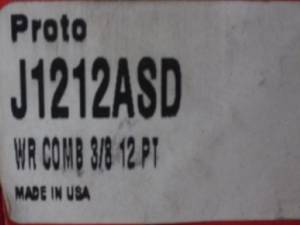 Proto
J1212ASD
WR COMB 3/8 12 PT
MADE IN USA